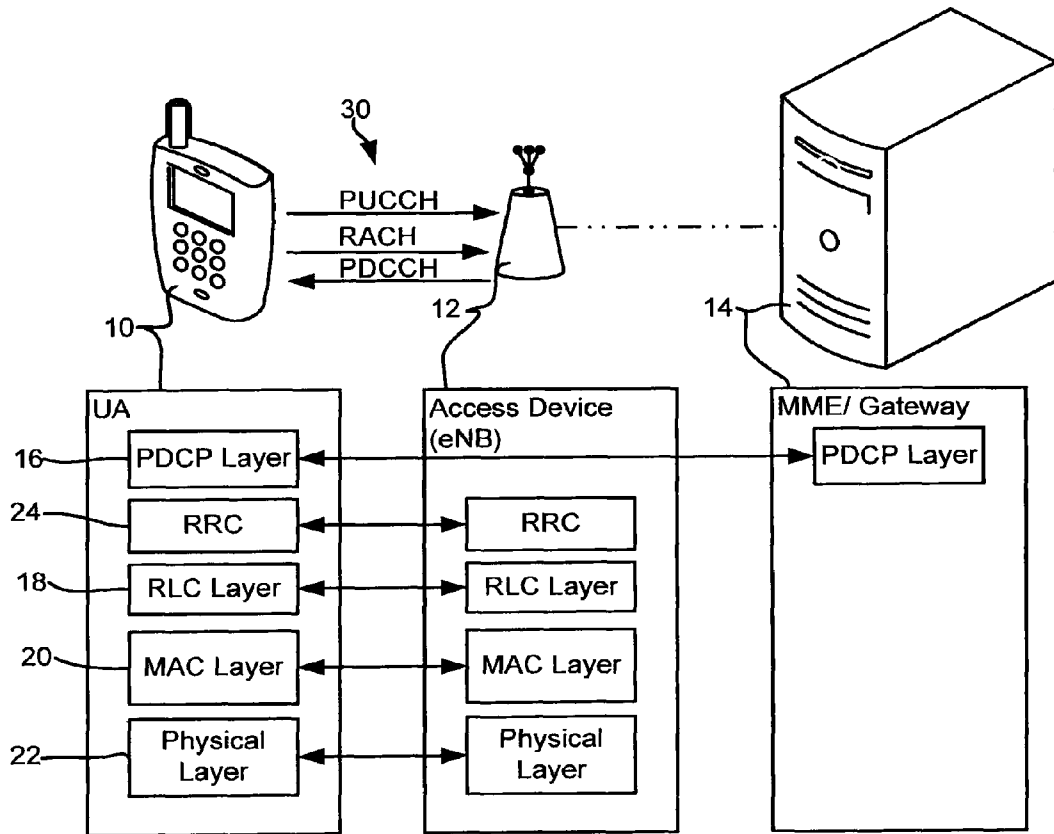 30
PUCCH
RACH
PDCCH
10
12
14
UA
Access Device
(eNB)
MME/ Gateway
16
PDCP Layer
PDCP Layer
24
RRC
RRC
18
RLC Layer
RLC Layer
20
MAC Layer
MAC Layer
22
Physical
Layer
Physical
Layer